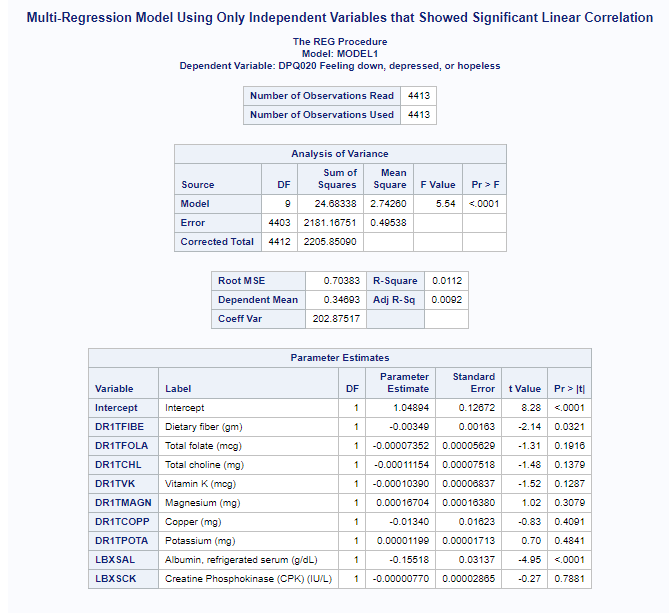 Multi-Regression Model Using Only Independent Variables that Showed Significant Linear Correlation
The REG Procedure
Model: MODEL1
Dependent Variable: DPQ020 Feeling down, depressed, or hopeless
Number of Observations Read 4413
Number of Observations Used 4413
Analysis of Variance
Source DF Sum of Squares Mean Square F Value Pr > F
Model 9 24.68338 2.74260 5.54 <.0001
Error 4403 2181.16751 0.49538
Corrected Total 4412 2205.85090
Root MSE 0.70383 R-Square 0.0112
Dependent Mean 0.34693 Adj R-Sq 0.0092
Coeff Var 202.87517
Parameter Estimates
Variable Label DF Parameter Estimate Standard Error t Value Pr > |t|
Intercept Intercept 1 1.04894 0.12672 8.28 <.0001
DR1TFIBE Dietary fiber (gm) 1 -0.00349 0.00163 -2.14 0.0321
DR1TFOLA Total folate (mcg) 1 -0.00007352 0.00005629 -1.31 0.1916
DR1TCHL Total choline (mg) 1 -0.00011154 0.00007518 -1.48 0.1379
DR1TVK Vitamin K (mcg) 1 -0.00010390 0.00006837 -1.52 0.1287
DR1TMAGN Magnesium (mg) 1 0.00016704 0.00016380 1.02 0.3079
DR1TCOPP Copper (mg) 1 -0.01340 0.01623 -0.83 0.4091
DR1TPOTA Potassium (mg) 1 0.00001199 0.00001713 0.70 0.4841
LBXSAL Albumin, refrigerated serum (g/dL) 1 -0.15518 0.03137 -4.95 <.0001
LBXSCK Creatine Phosphokinase (CPK) (IU/L) 1 -0.00000770 0.00002865 -0.27 0.7881